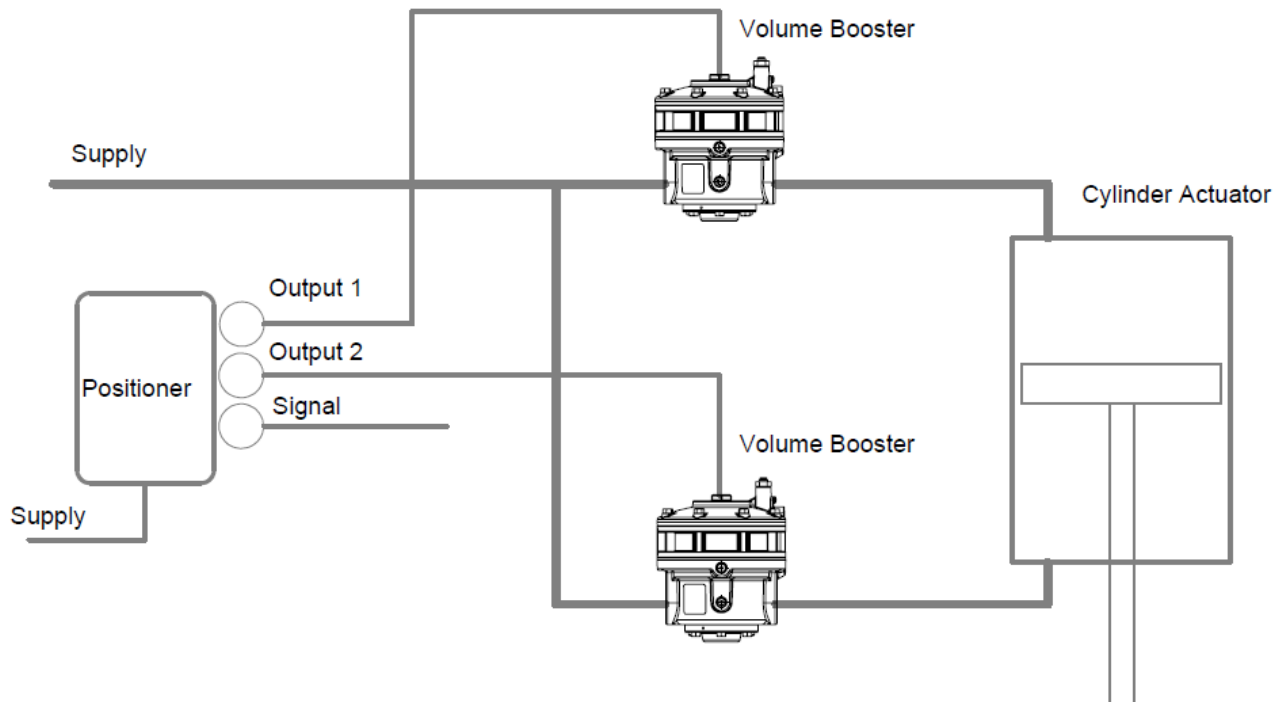 Volume Booster
Supply
Cylinder Actuator
Output 1
Output 2
Positioner
Signal
Volume Booster
Supply